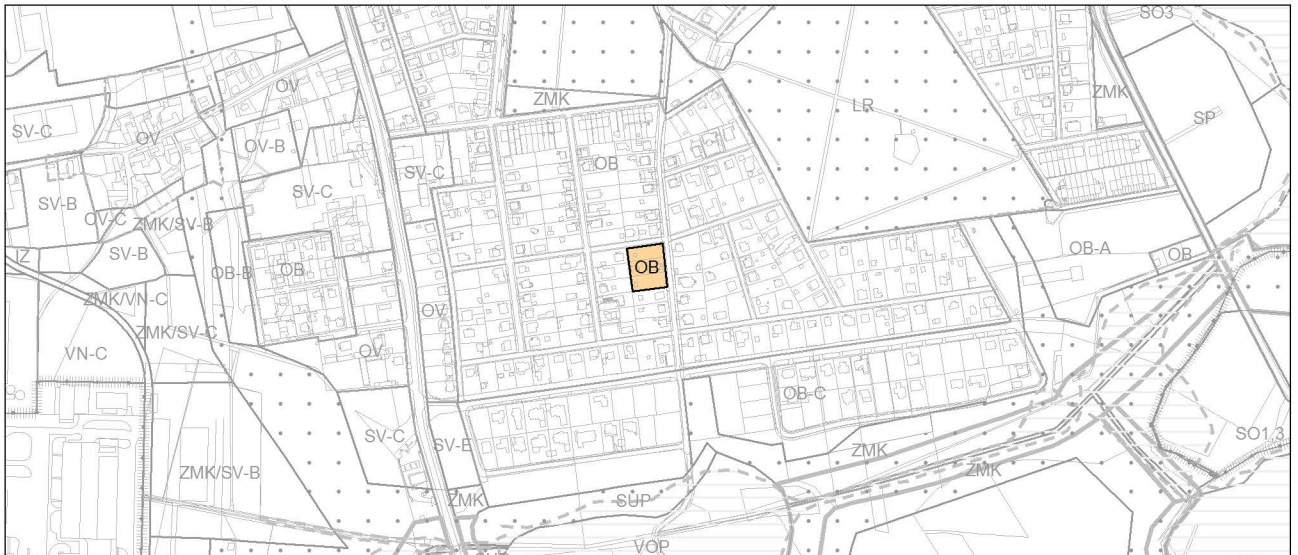 SO3
OV
ZMK
ZMK
LR
SV-C
OV
SP
OV-B
OB
SV-C
SV-C
SV-B
OV-C
ZMK/SV-B
SV-B
OB-A
IZ
OB-B
OB
OB
OB
ZMK/VN-C
OV
ZMK/SV-C
VN-C
OV
OB-C
SV-C
SO1,3
SV-E
ZMK
ZMK/SV-B
ZMK
ZMK
SUP
VOP